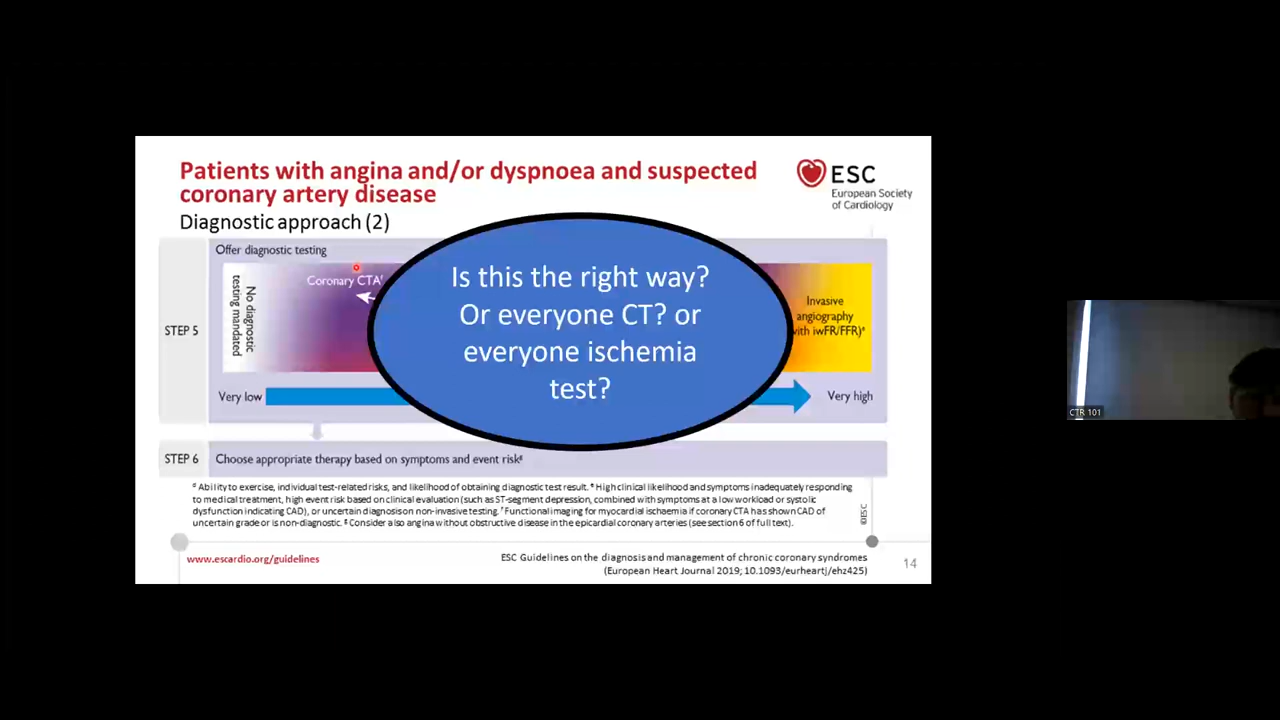 Patients with angina and/or dyspnoea and suspected
coronary artery disease
Diagnostic approach (2)
ESC
European Society
of Cardiology
Offer diagnostic testing
STEP 5
No diagnostic
testing mandated
Coronary CTA
Is this the right way?
Or everyone CT? or
everyone ischemia
test?
Invasive
angiography
with iwFR/FFR)ᵉ
Very low
Very high
STEP 6
Choose appropriate therapy based on symptoms and event riskᵍ
ᵈ Ability to exercise, individual test-related risks, and likelihood of obtaining diagnostic test result. ᵉ High clinical likelihood and symptoms inadequately responding
to medical treatment, high event risk based on clinical evaluation (such as ST-segment depression, combined with symptoms at a low workload or systolic
dysfunction indicating CAD), or uncertain diagnosis on non-invasive testing. ᶠ Functional imaging for myocardial ischaemia if coronary CTA has shown CAD of
uncertain grade or is non-diagnostic. ᵍ Consider also angina without obstructive disease in the epicardial coronary arteries (see section 6 of full text).
©ESC
www.escardio.org/guidelines
ESC Guidelines on the diagnosis and management of chronic coronary syndromes
(European Heart Journal 2019; 10.1093/eurheartj/ehz425)
14
CTR 101